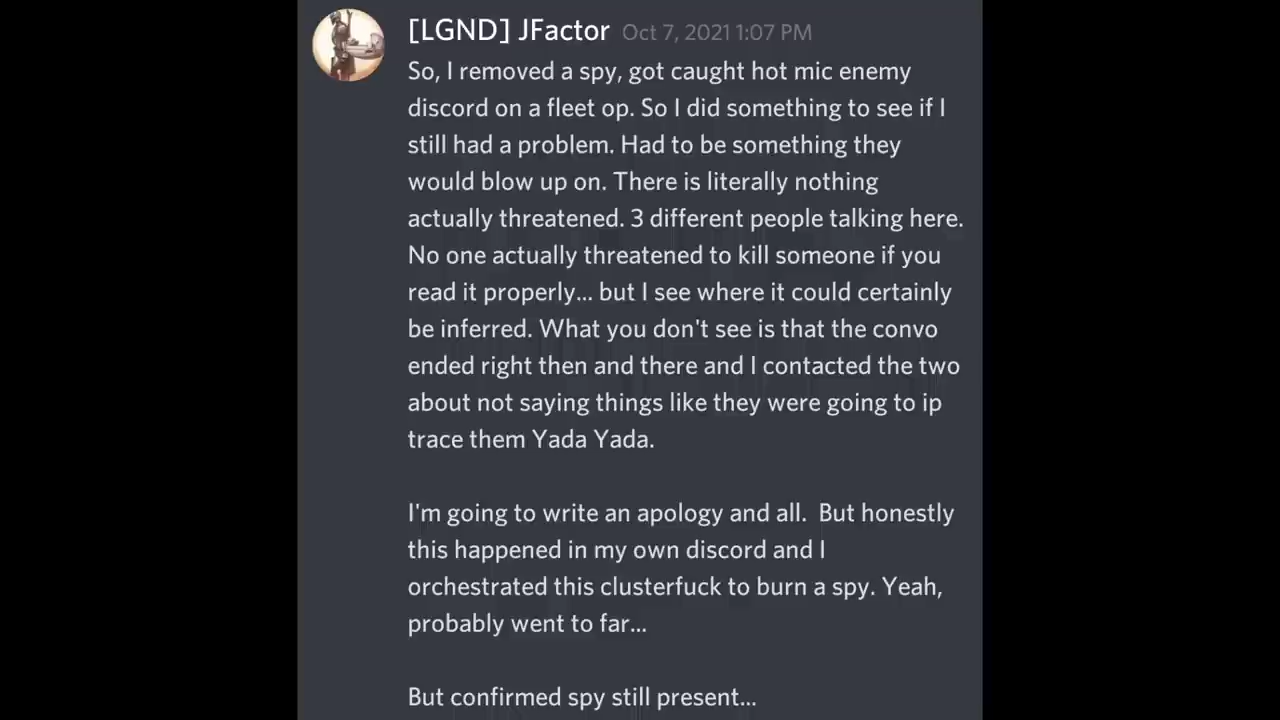 [LGND] JFactor Oct 7, 2021 1:07 PM
So, I removed a spy, got caught hot mic enemy
discord on a fleet op. So I did something to see if I
still had a problem. Had to be something they
would blow up on. There is literally nothing
actually threatened. 3 different people talking here.
No one actually threatened to kill someone if you
read it properly... but I see where it could certainly
be inferred. What you don't see is that the convo
ended right then and there and I contacted the two
about not saying things like they were going to ip
trace them Yada Yada.
I'm going to write an apology and all.  But honestly
this happened in my own discord and I
orchestrated this clusterfuck to burn a spy. Yeah,
probably went to far...
But confirmed spy still present...